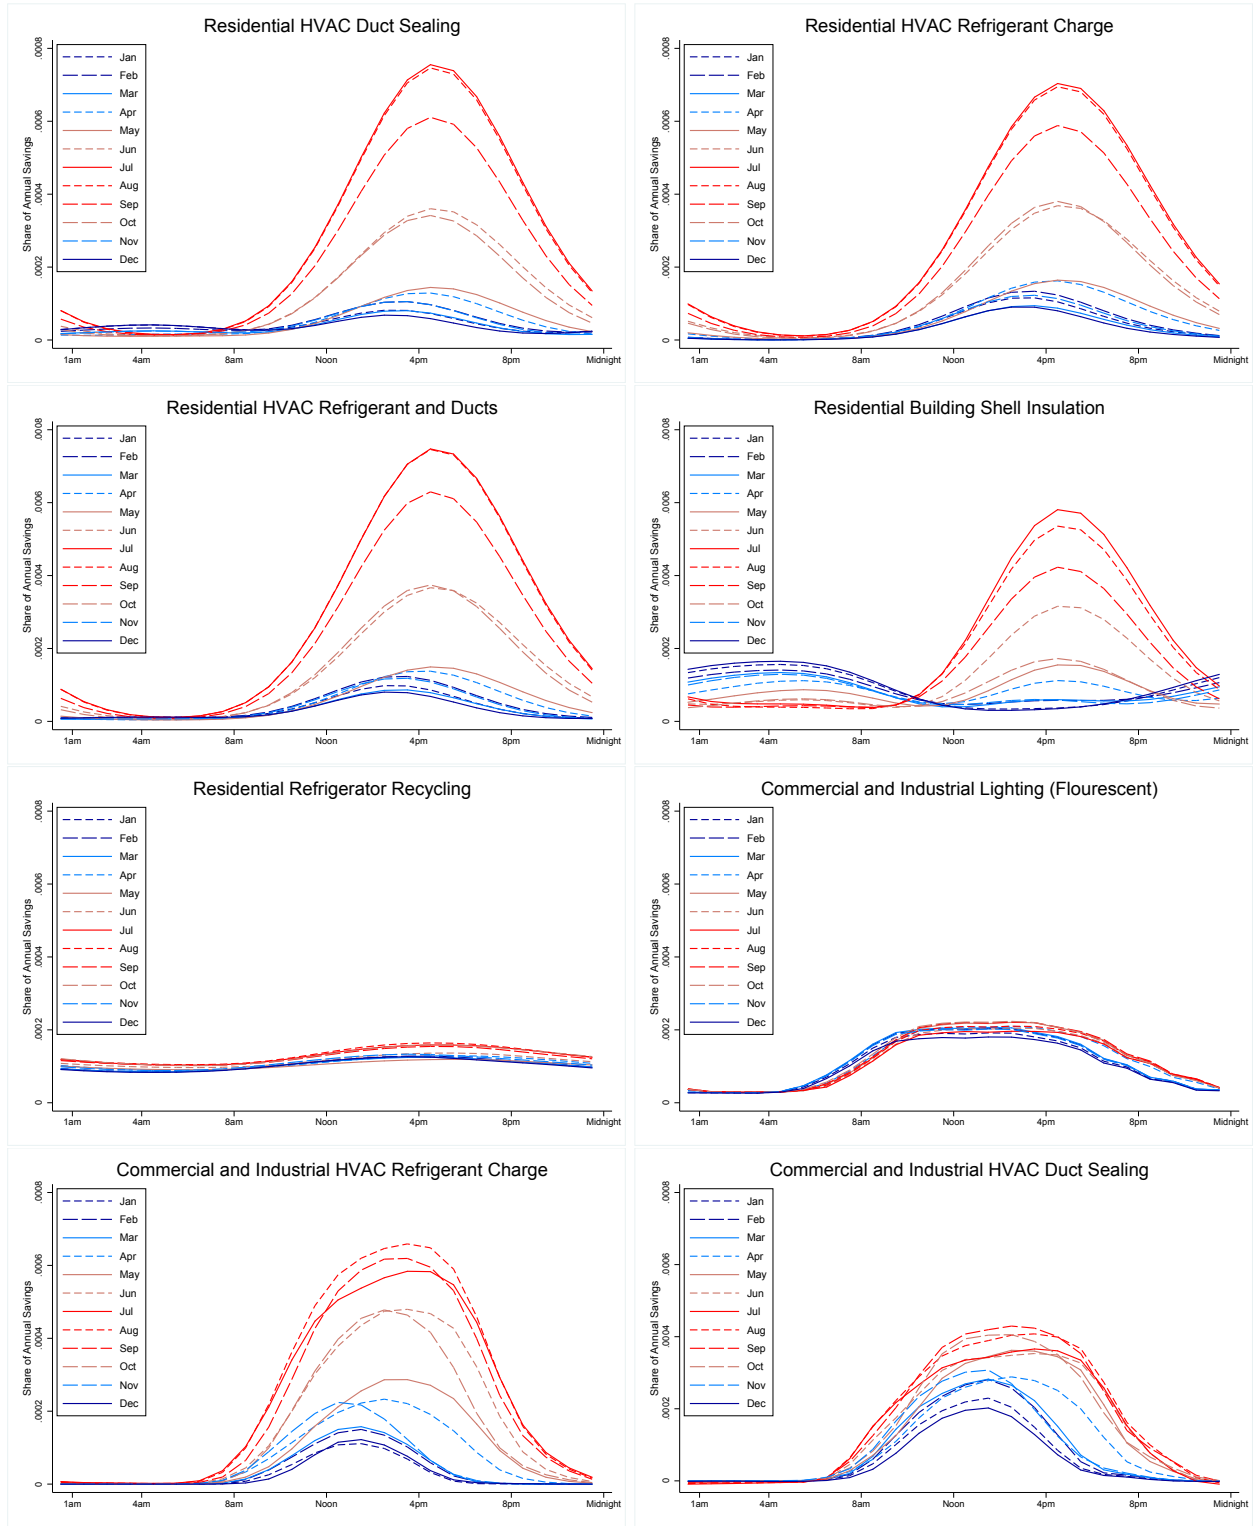 Residential HVAC Duct Sealing
Share of Annual Savings
0 .0002 .0004 .0006 .0008
Jan
Feb
Mar
Apr
May
Jun
Jul
Aug
Sep
Oct
Nov
Dec
1am 4am 8am Noon 4pm 8pm Midnight
Residential HVAC Refrigerant Charge
Share of Annual Savings
0 .0002 .0004 .0006 .0008
Jan
Feb
Mar
Apr
May
Jun
Jul
Aug
Sep
Oct
Nov
Dec
1am 4am 8am Noon 4pm 8pm Midnight
Residential HVAC Refrigerant and Ducts
Share of Annual Savings
0 .0002 .0004 .0006 .0008
Jan
Feb
Mar
Apr
May
Jun
Jul
Aug
Sep
Oct
Nov
Dec
1am 4am 8am Noon 4pm 8pm Midnight
Residential Building Shell Insulation
Share of Annual Savings
0 .0002 .0004 .0006 .0008
Jan
Feb
Mar
Apr
May
Jun
Jul
Aug
Sep
Oct
Nov
Dec
1am 4am 8am Noon 4pm 8pm Midnight
Residential Refrigerator Recycling
Share of Annual Savings
0 .0002 .0004 .0006 .0008
Jan
Feb
Mar
Apr
May
Jun
Jul
Aug
Sep
Oct
Nov
Dec
1am 4am 8am Noon 4pm 8pm Midnight
Commercial and Industrial Lighting (Flourescent)
Share of Annual Savings
0 .0002 .0004 .0006 .0008
Jan
Feb
Mar
Apr
May
Jun
Jul
Aug
Sep
Oct
Nov
Dec
1am 4am 8am Noon 4pm 8pm Midnight
Commercial and Industrial HVAC Refrigerant Charge
Share of Annual Savings
0 .0002 .0004 .0006 .0008
Jan
Feb
Mar
Apr
May
Jun
Jul
Aug
Sep
Oct
Nov
Dec
1am 4am 8am Noon 4pm 8pm Midnight
Commercial and Industrial HVAC Duct Sealing
Share of Annual Savings
0 .0002 .0004 .0006 .0008
Jan
Feb
Mar
Apr
May
Jun
Jul
Aug
Sep
Oct
Nov
Dec
1am 4am 8am Noon 4pm 8pm Midnight